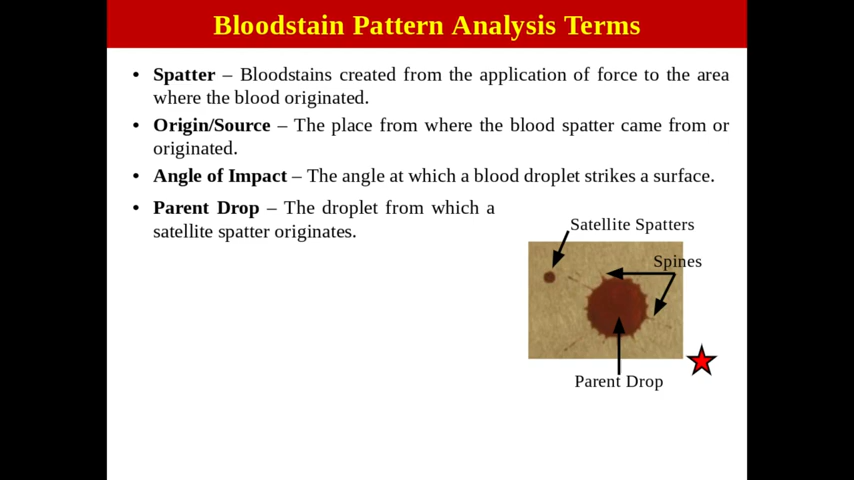 Bloodstain Pattern Analysis Terms
• Spatter – Bloodstains created from the application of force to the area
where the blood originated.
• Origin/Source – The place from where the blood spatter came from or
originated.
• Angle of Impact – The angle at which a blood droplet strikes a surface.
• Parent Drop – The droplet from which a
satellite spatter originates.
Satellite Spatters
Spines
Parent Drop